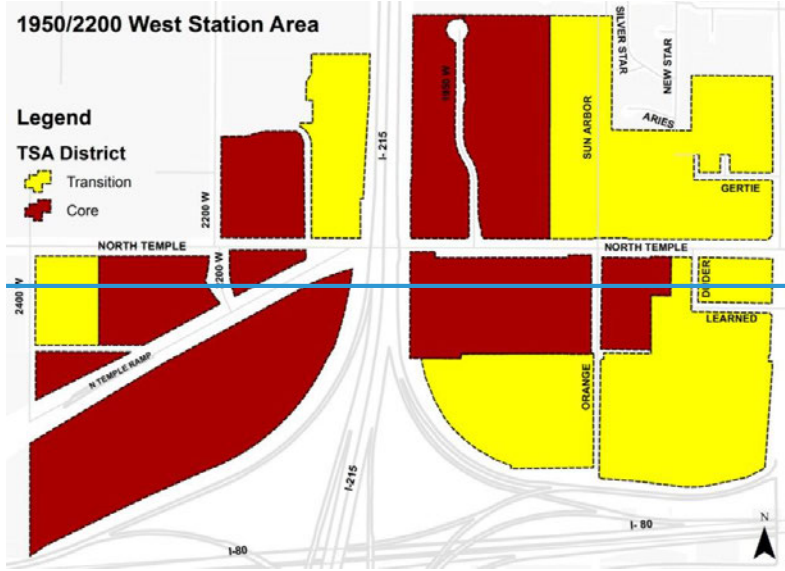 1950/2200 West Station Area
Legend
TSA District
Transition
Core
SILVER STAR
NEW STAR
1950 W
ARIES
SUN ARBOR
I- 215
GERTIE
2200 W
NORTH TEMPLE
NORTH TEMPLE
200 W
2400 W
DODER
LEARNED
N TEMPLE RAMP
ORANGE
I-215
N
I- 80
I-80